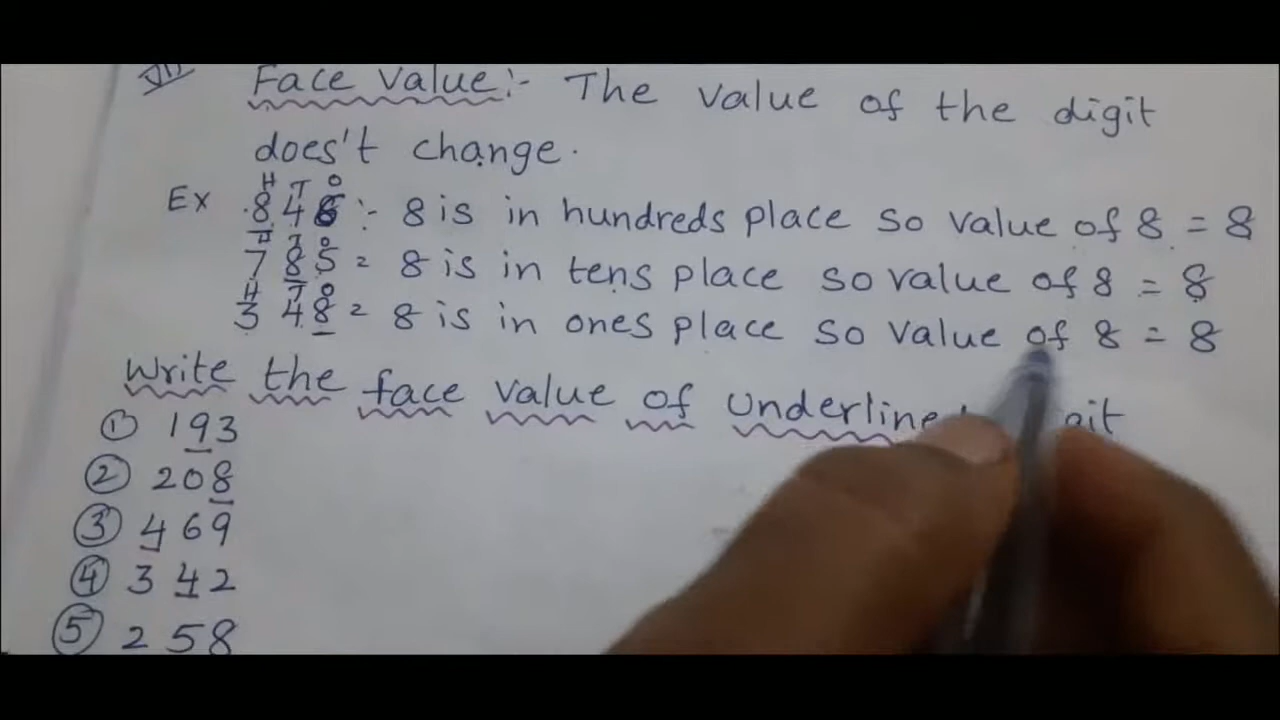 III Face Value:- The value of the digit
does't change.
H T O
Ex 846 :- 8 is in hundreds place so value of 8 = 8
H T O
785 = 8 is in tens place so value of 8 = 8
H T O
348 = 8 is in ones place so value of 8 = 8
Write the face value of underline
① 193
② 208
③ 469
④ 342
⑤ 258